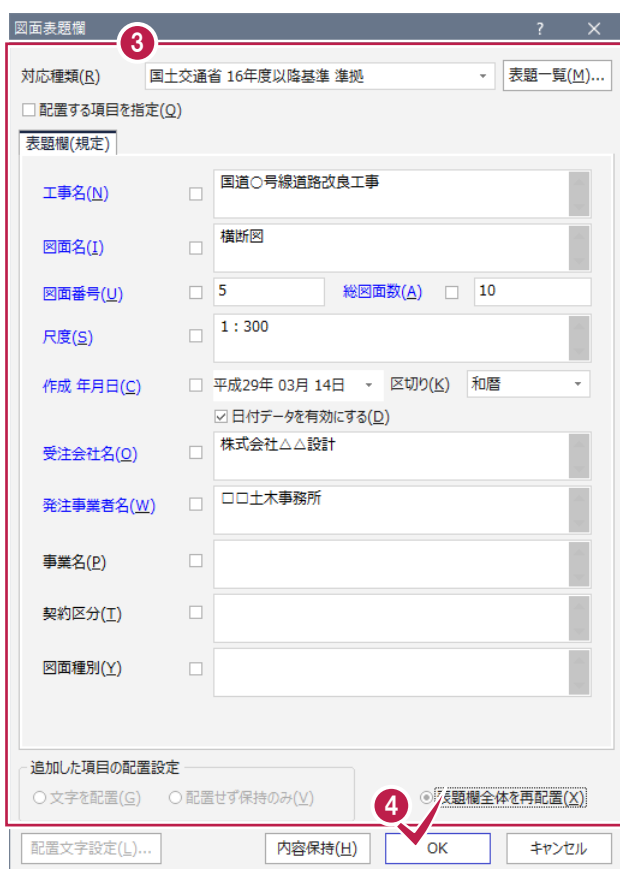 図面表題欄 ? ×
3
対応種類(R) 国土交通省 16年度以降基準 準拠 表題一覧(M)...
配置する項目を指定(Q)
表題欄(規定)
工事名(N) 国道○号線道路改良工事
図面名(I) 横断図
図面番号(U) 5 総図面数(A) 10
尺度(S) 1：300
作成 年月日(C) 平成29年 03月 14日 区切り(K) 和暦
日付データを有効にする(D)
受注会社名(O) 株式会社△△設計
発注事業者名(W) □□土木事務所
事業名(P)
契約区分(T)
図面種別(Y)
追加した項目の配置設定
文字を配置(G) 配置せず保持のみ(V) 4 表題欄全体を再配置(X)
配置文字設定(L)... 内容保持(H) OK キャンセル